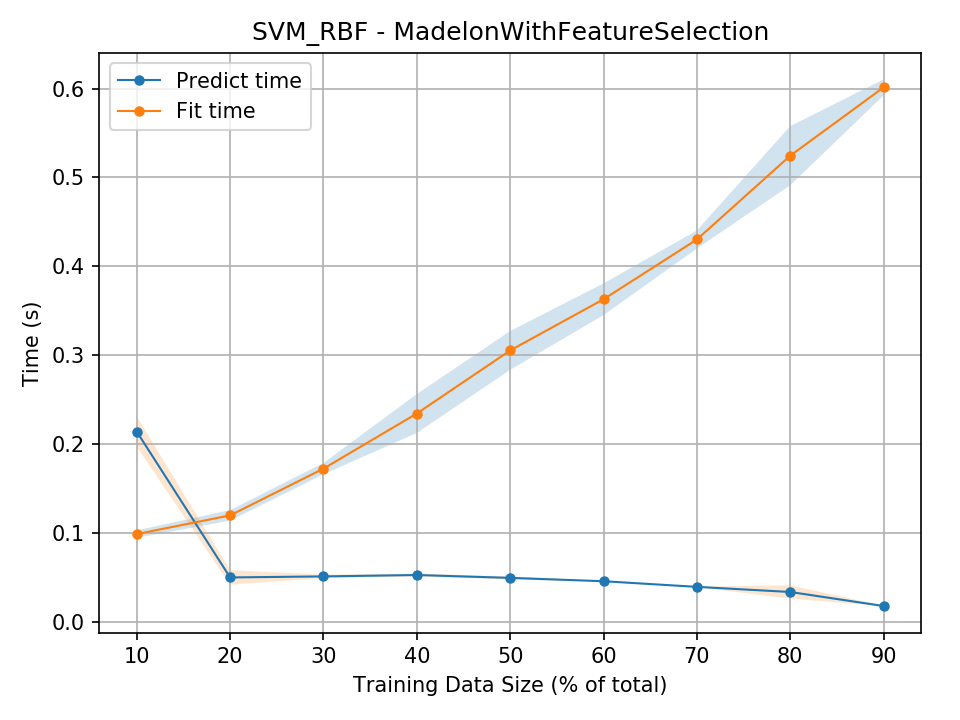 SVM_RBF - MadelonWithFeatureSelection
Predict time
Fit time
0.6
0.5
0.4
0.3
0.2
0.1
0.0
Time (s)
10 20 30 40 50 60 70 80 90
Training Data Size (% of total)